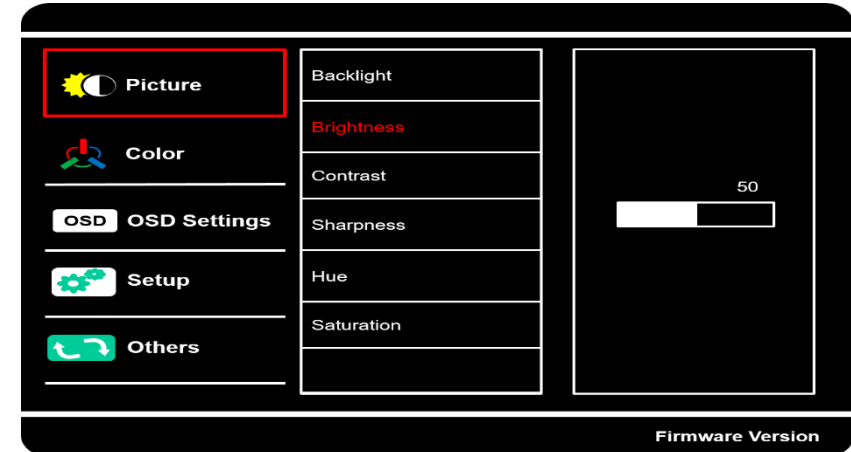 Picture
Color
OSD OSD Settings
Setup
Others
Backlight
Brightness
Contrast
Sharpness
Hue
Saturation
50
Firmware Version